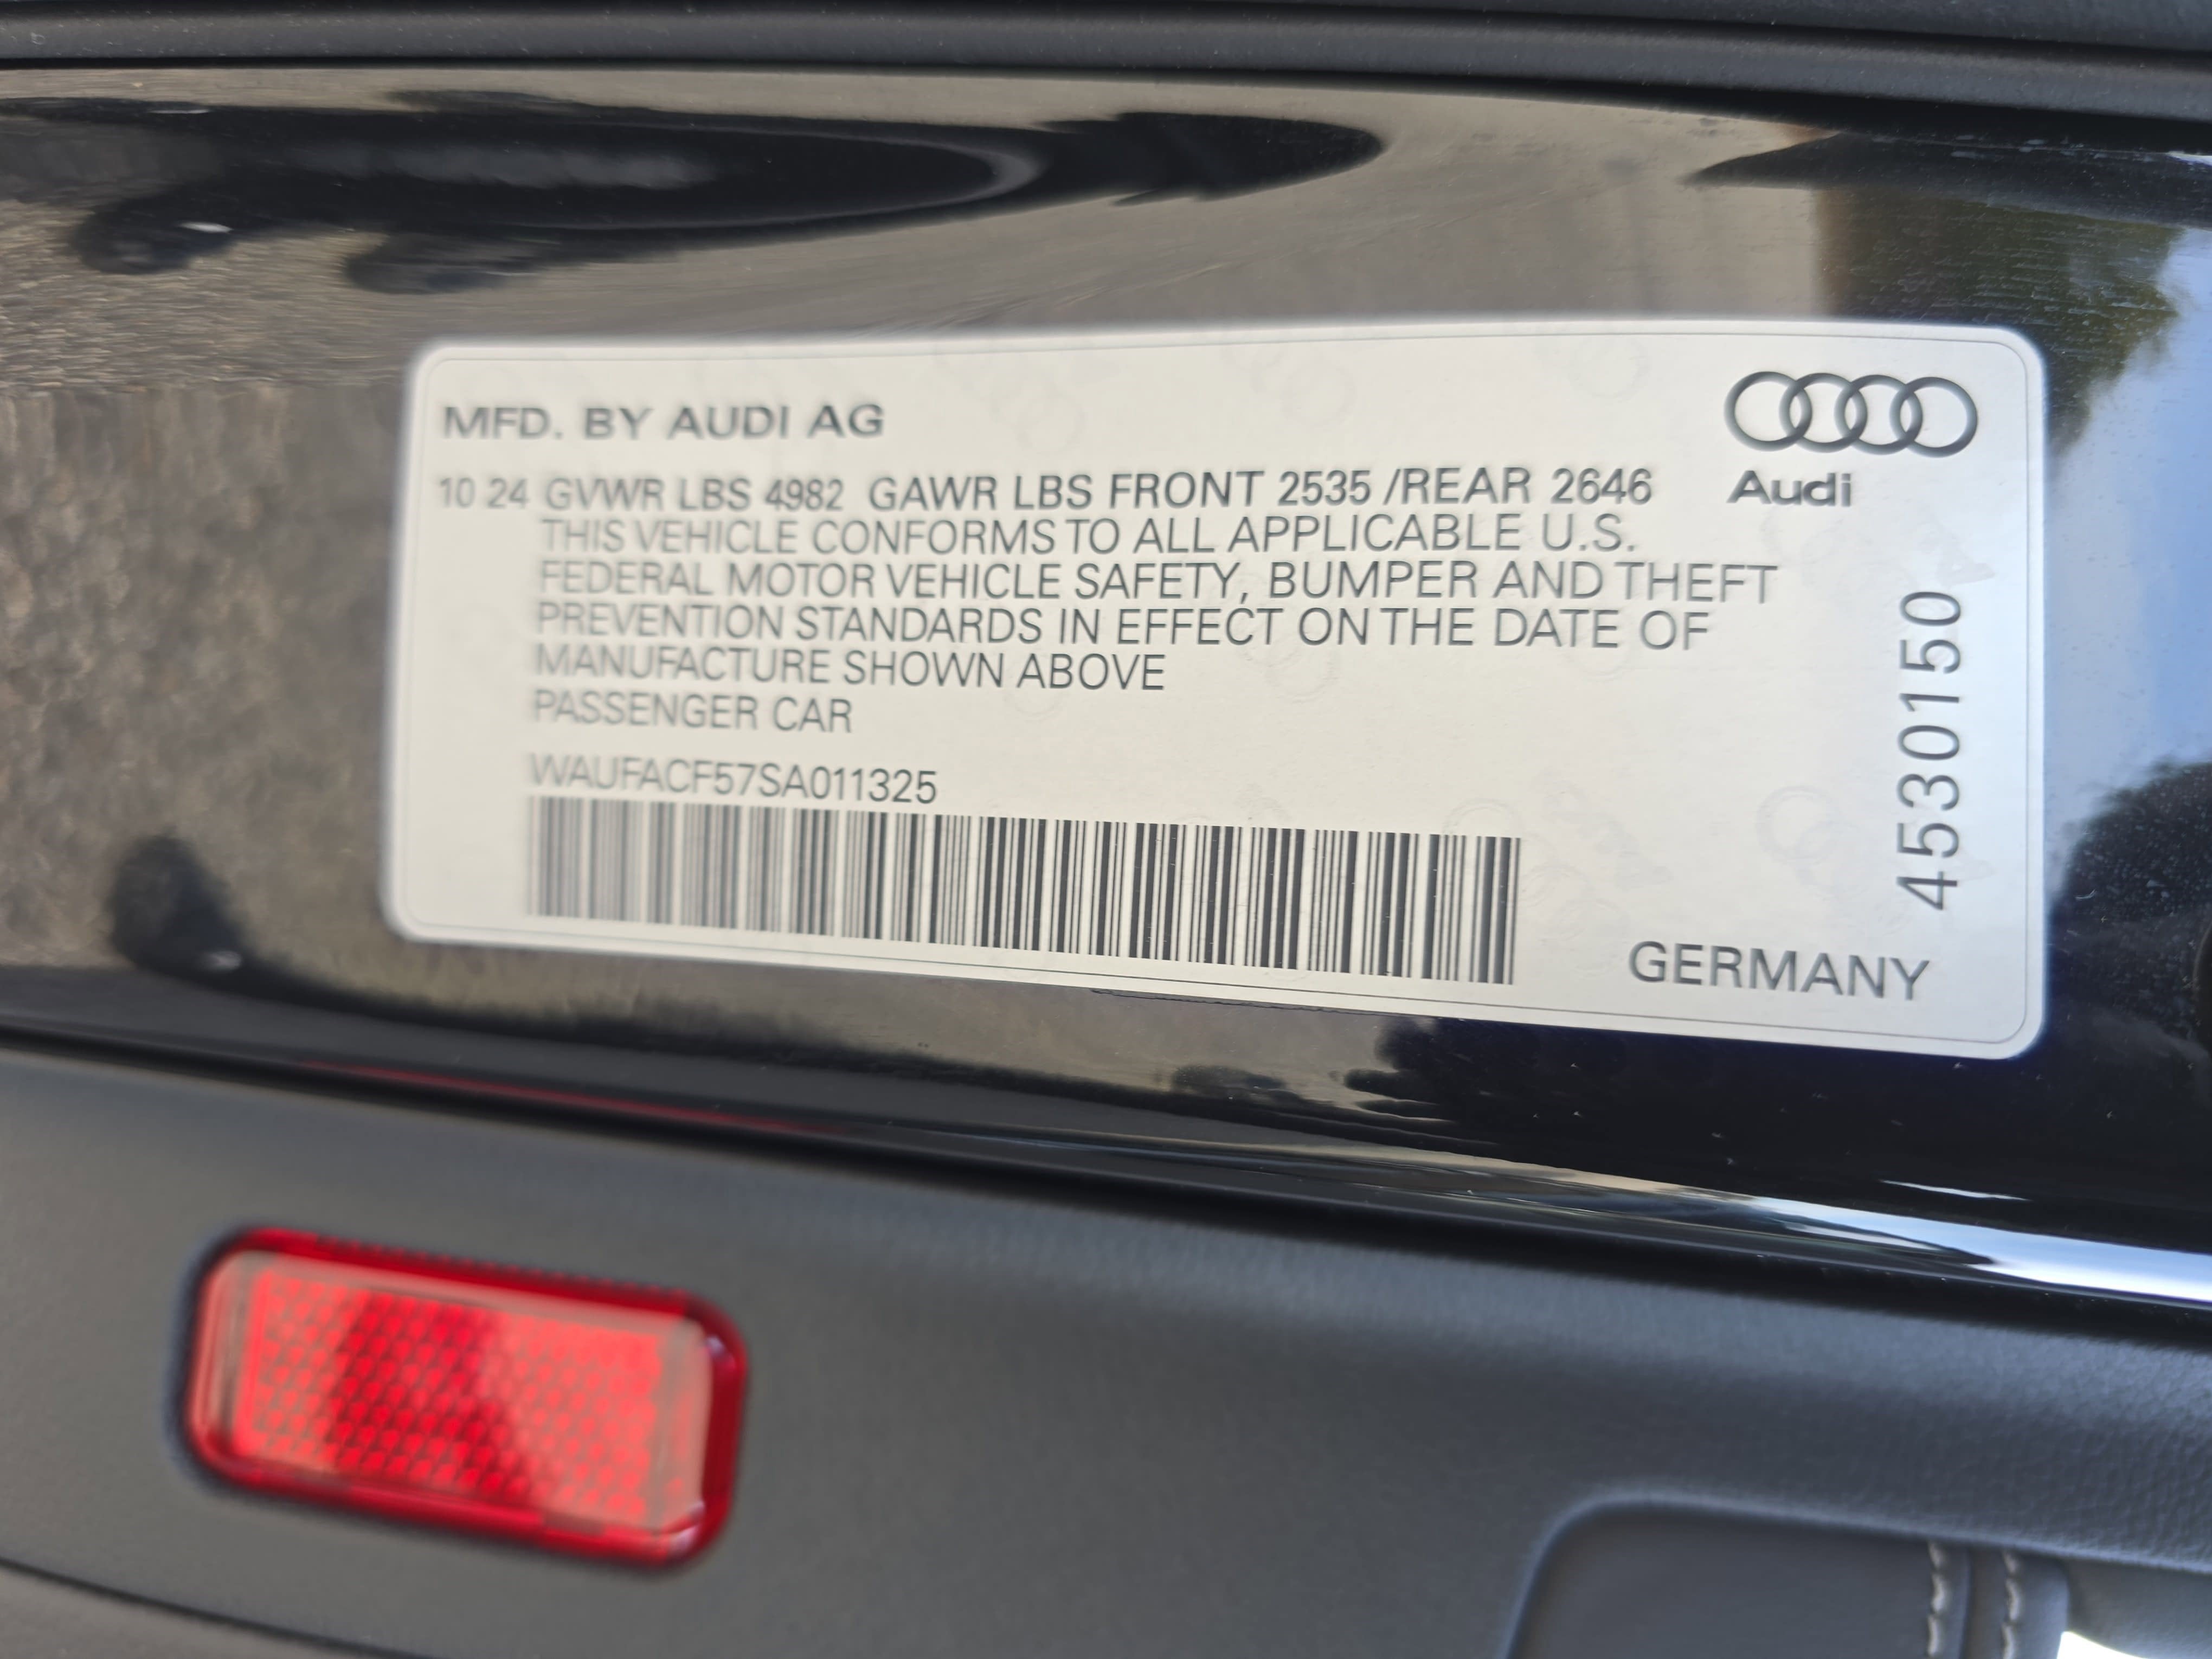 MFD. BY AUDI AG
10 24 GVWR LBS 4982 GAWR LBS FRONT 2535 /REAR 2646
THIS VEHICLE CONFORMS TO ALL APPLICABLE U.S.
FEDERAL MOTOR VEHICLE SAFETY, BUMPER AND THEFT
PREVENTION STANDARDS IN EFFECT ON THE DATE OF
MANUFACTURE SHOWN ABOVE
PASSENGER CAR
WAUFACF57SA011325
Audi
4530150
GERMANY